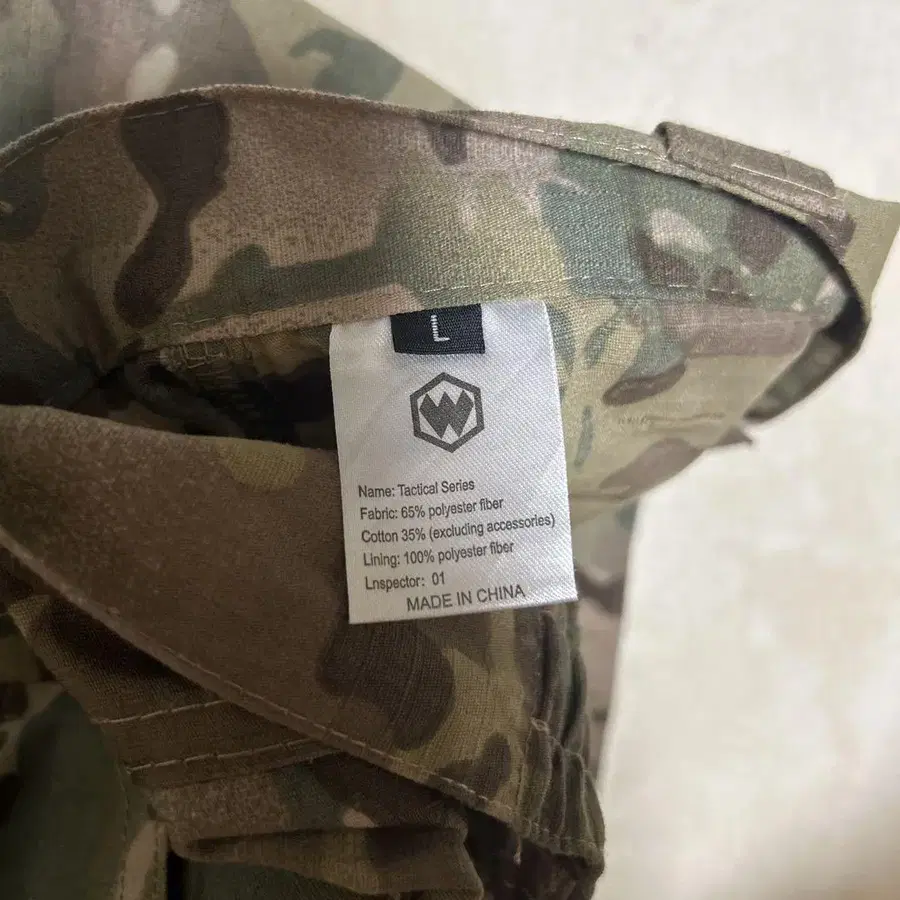 L
W
Name: Tactical Series
Fabric: 65% polyester fiber
Cotton 35% (excluding accessories)
Lining: 100% polyester fiber
Lnspector: 01
MADE IN CHINA